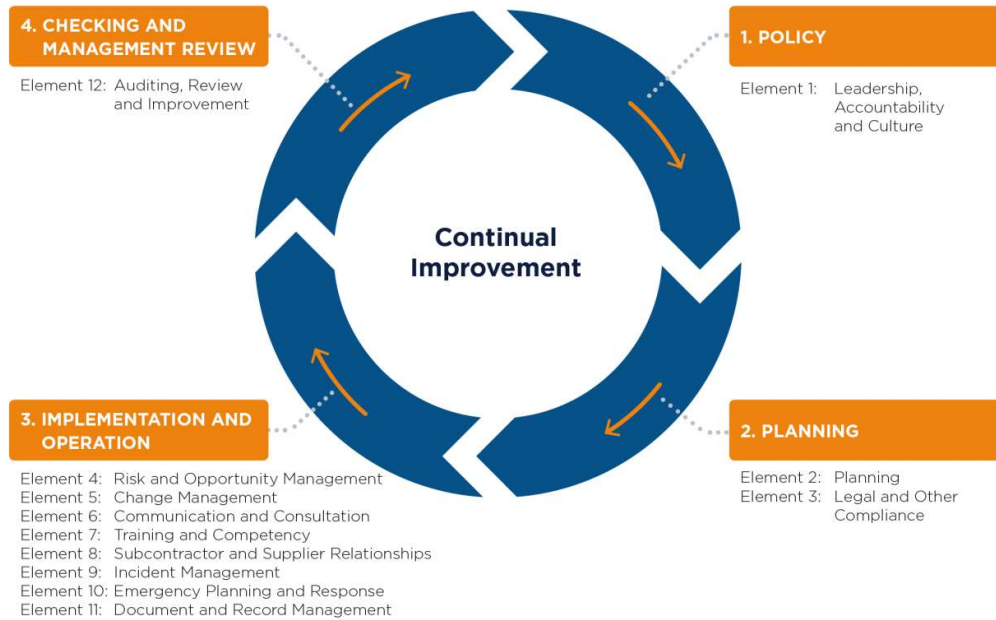 4. CHECKING AND
MANAGEMENT REVIEW
Element 12: Auditing, Review
and Improvement
1. POLICY
Element 1: Leadership,
Accountability
and Culture
Continual
Improvement
3. IMPLEMENTATION AND
OPERATION
Element 4: Risk and Opportunity Management
Element 5: Change Management
Element 6: Communication and Consultation
Element 7: Training and Competency
Element 8: Subcontractor and Supplier Relationships
Element 9: Incident Management
Element 10: Emergency Planning and Response
Element 11: Document and Record Management
2. PLANNING
Element 2: Planning
Element 3: Legal and Other
Compliance